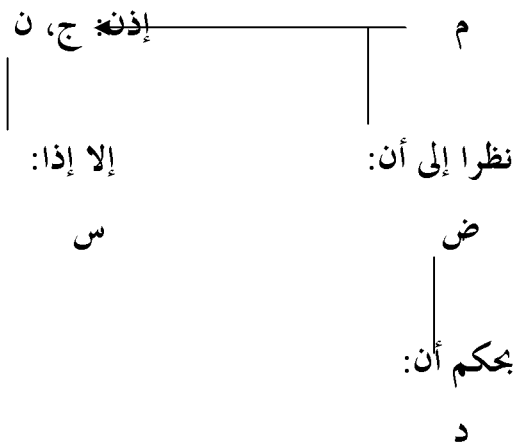 م إذن: ج، ن
نظرا إلى أن: إلا إذا:
ض س
بحكم أن:
د